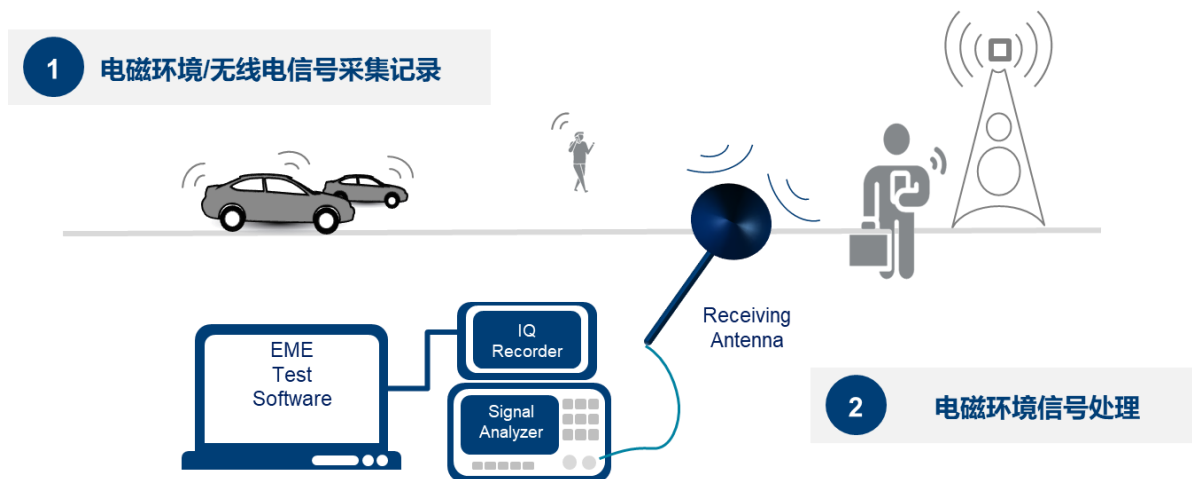 1
电磁环境/无线电信号采集记录
Receiving
Antenna
IQ
Recorder
EME
Test
Software
Signal
Analyzer
2
电磁环境信号处理